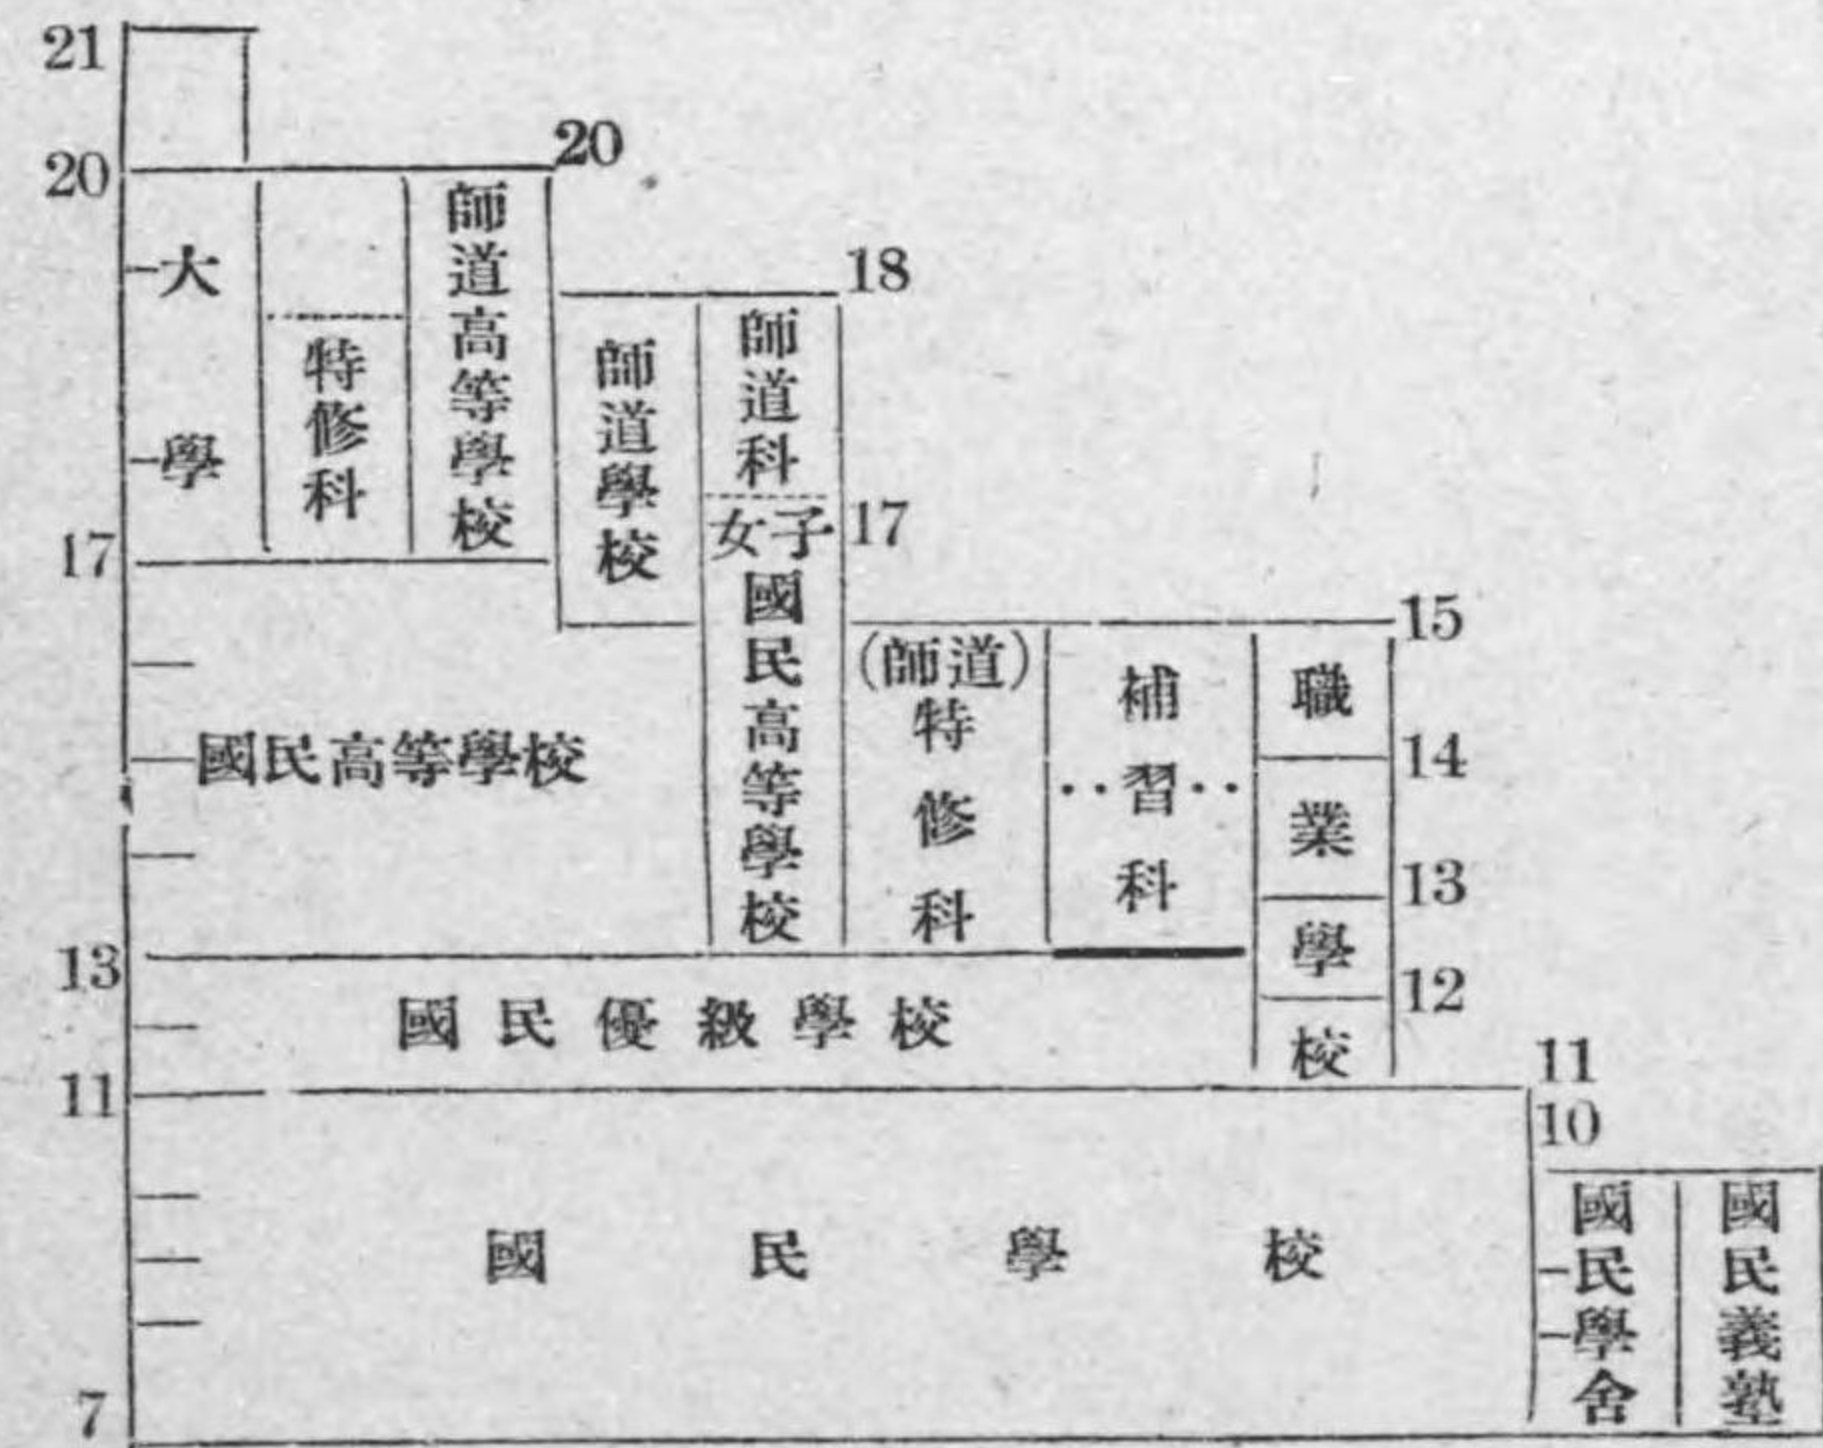 21
20
20
18
17
17
15
14
13
13
12
11
11
10
7
大學
特修科
師道高等學校
師道學校
師道科
女子國民高等學校
(師道)特修科
補習科
職業學校
國民高等學校
國民優級學校
國民學校
國民學舍
國民義塾